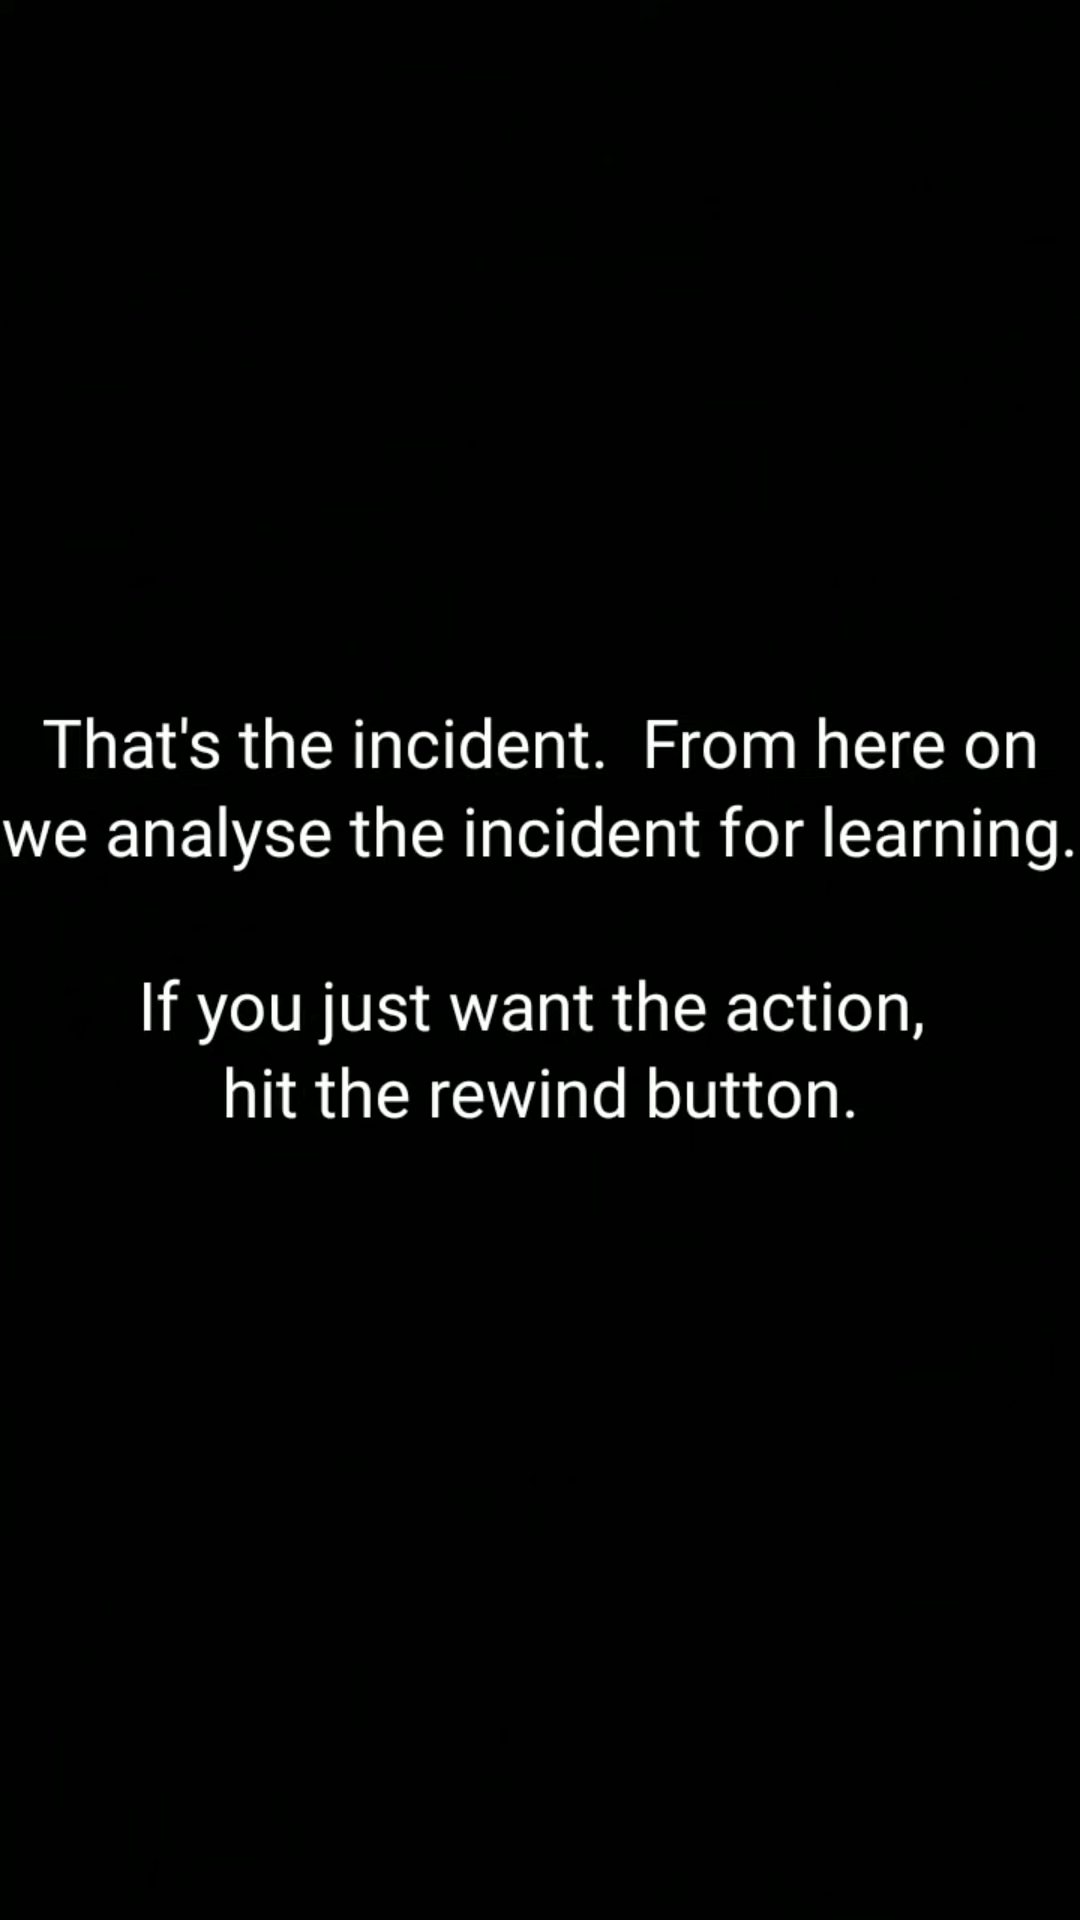 That's the incident.  From here on
we analyse the incident for learning.
If you just want the action,
hit the rewind button.